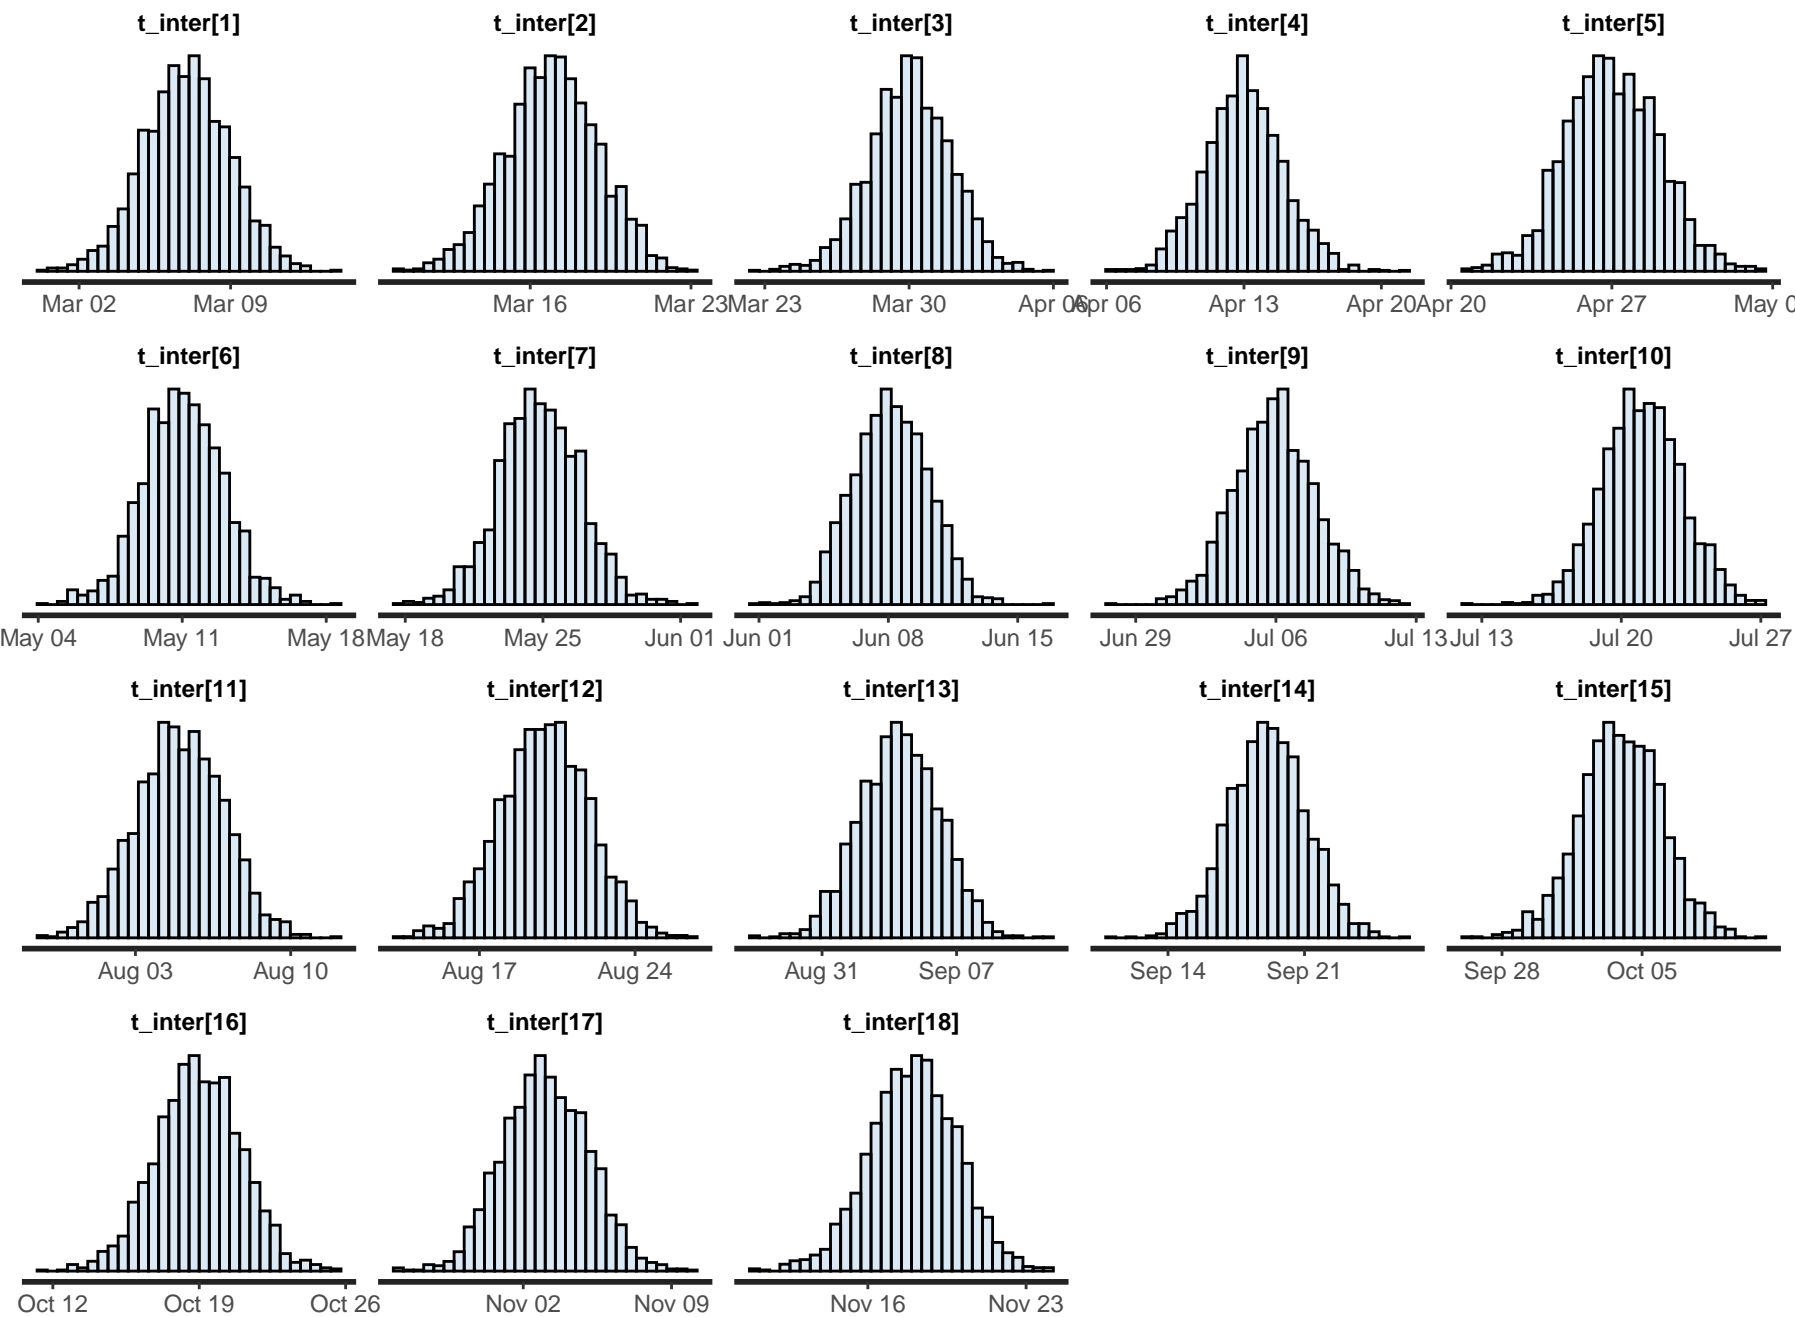 t_inter[1] t_inter[2] t_inter[3] t_inter[4] t_inter[5]
Mar 02 Mar 09 Mar 16 Mar 23 Mar 23 Mar 30 Apr 06 Apr 06 Apr 13 Apr 20 Apr 20 Apr 27 May 0
t_inter[6] t_inter[7] t_inter[8] t_inter[9] t_inter[10]
May 04 May 11 May 18 May 18 May 25 Jun 01 Jun 01 Jun 08 Jun 15 Jun 29 Jul 06 Jul 13 Jul 13 Jul 20 Jul 27
t_inter[11] t_inter[12] t_inter[13] t_inter[14] t_inter[15]
Aug 03 Aug 10 Aug 17 Aug 24 Aug 31 Sep 07 Sep 14 Sep 21 Sep 28 Oct 05
t_inter[16] t_inter[17] t_inter[18]
Oct 12 Oct 19 Oct 26 Nov 02 Nov 09 Nov 16 Nov 23